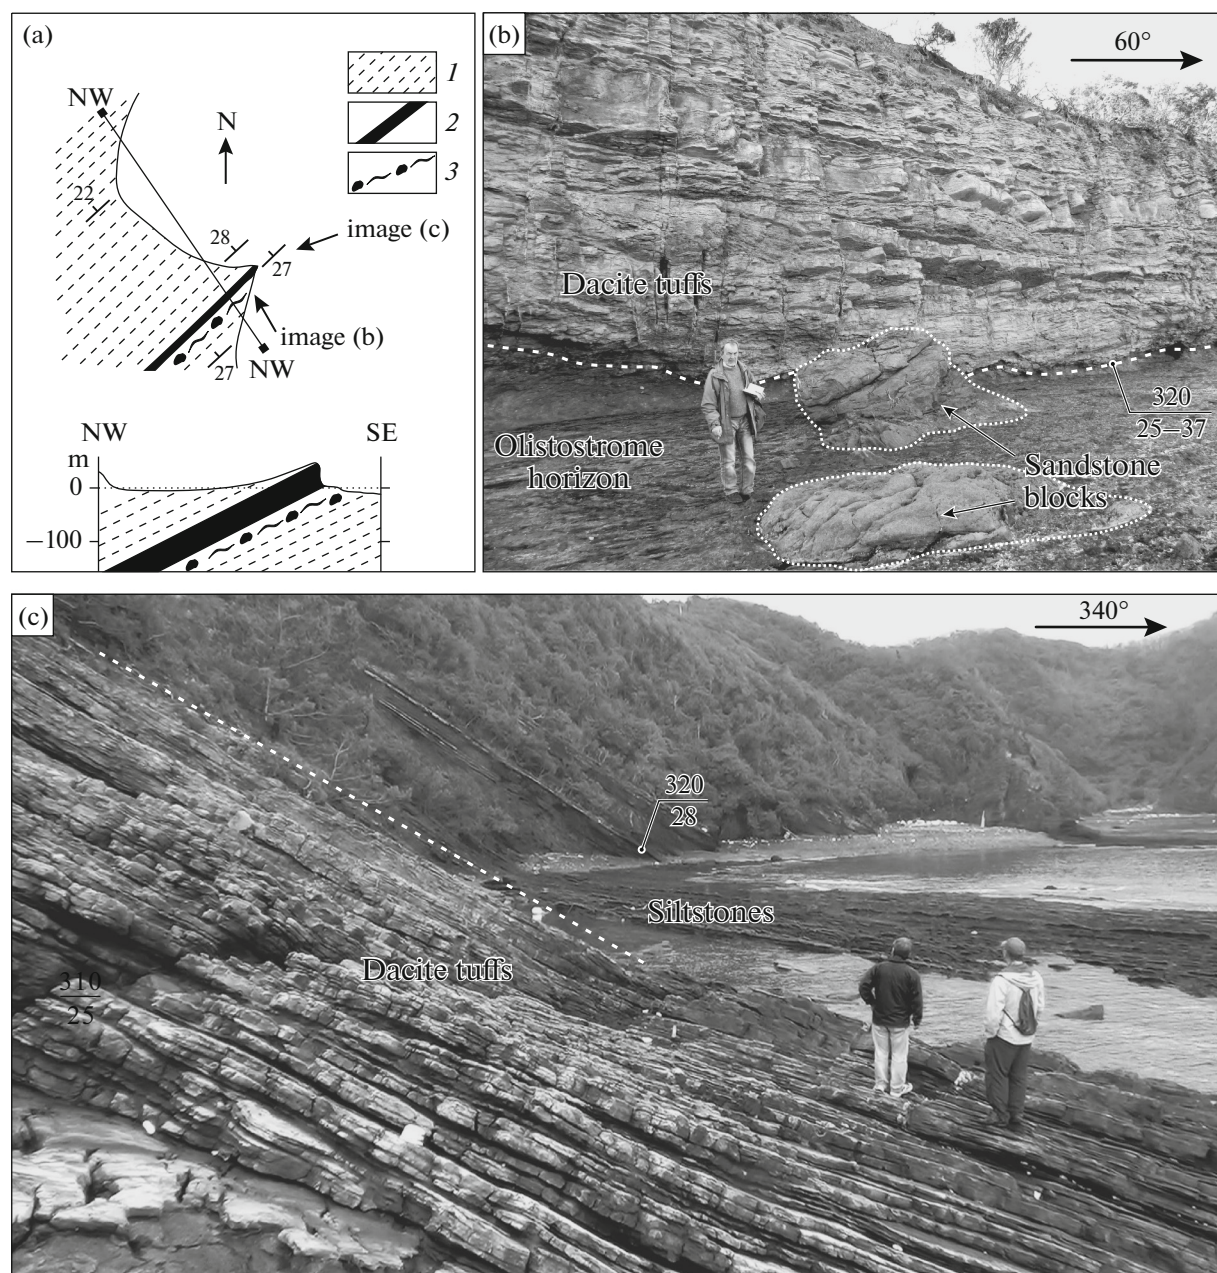 (a)
1
NW
2
N
3
22
image (c)
28
27
image (b)
27
NW
NW
SE
m
0
–100
(b)
60°
Dacite tuffs
320
25–37
Olistostrome
horizon
Sandstone
blocks
(c)
340°
320
28
Siltstones
Dacite tuffs
310
25